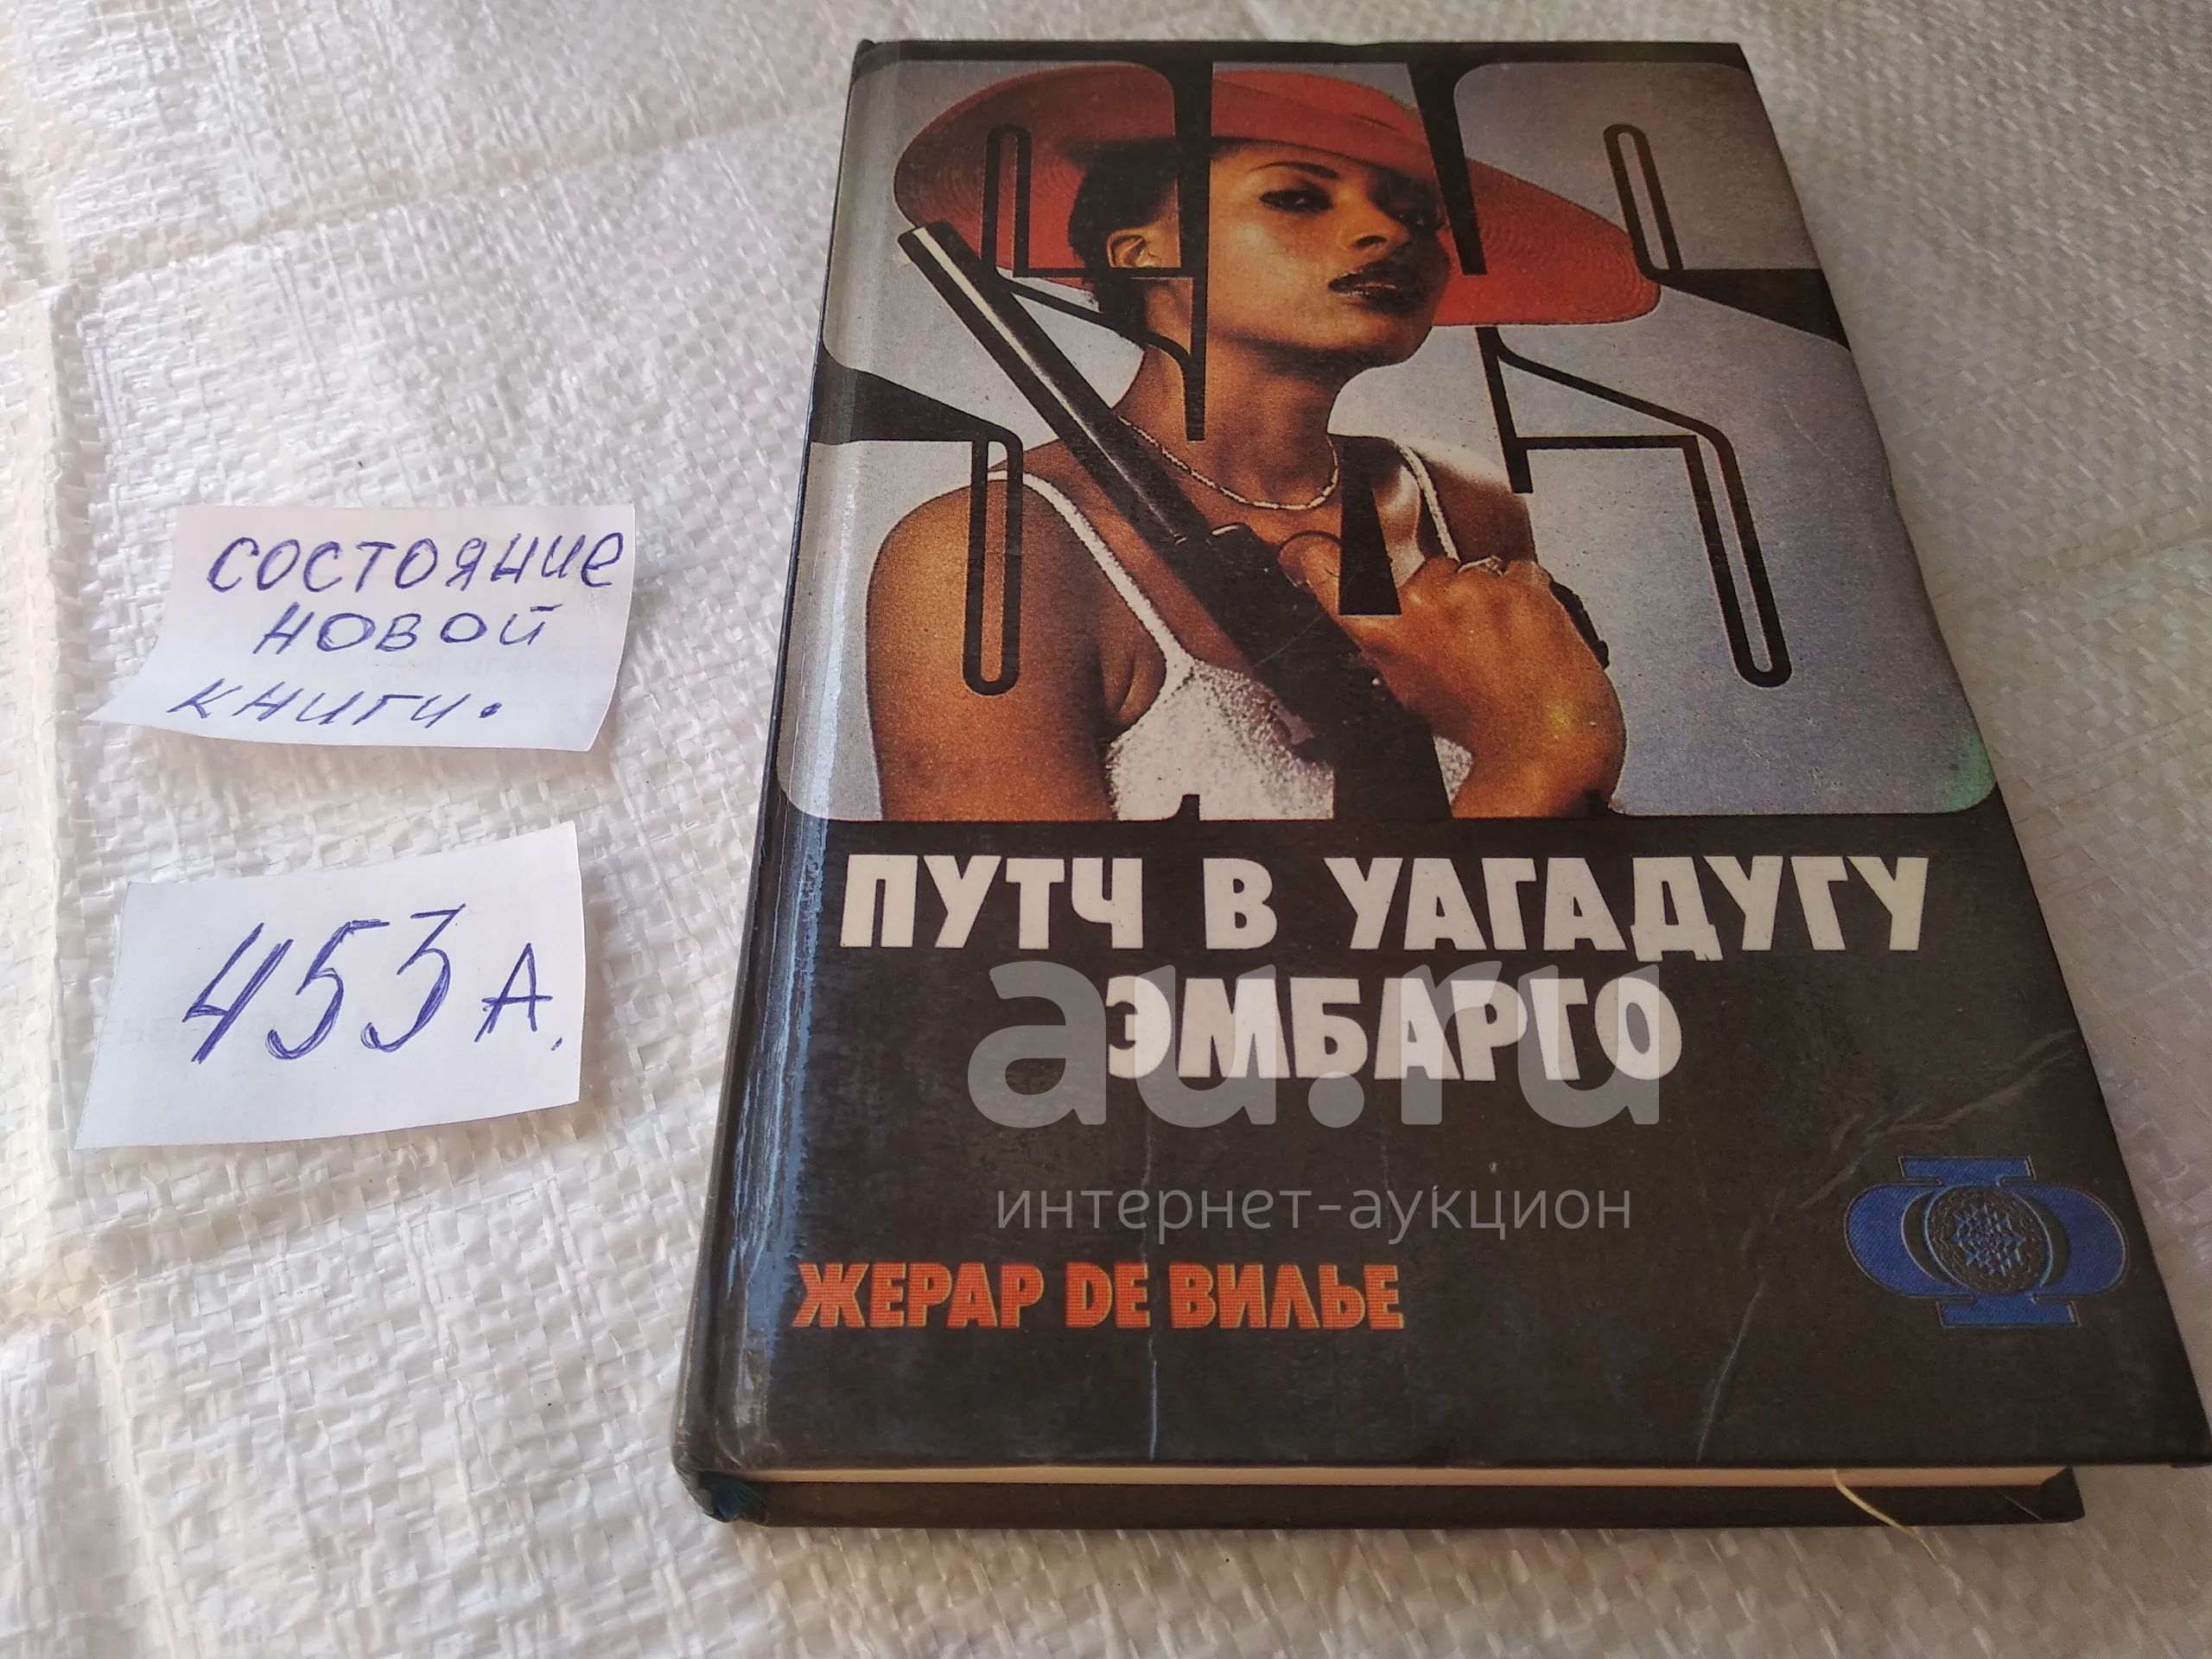 СОСТОЯНИЕ
НОВОЙ
КНИГИ.
453 А.
ПУТЧ В УАГАДУГУ
ЭМБАРГО
au.ru
интернет-аукцион
ЖЕРАР DE ВИЛЬЕ